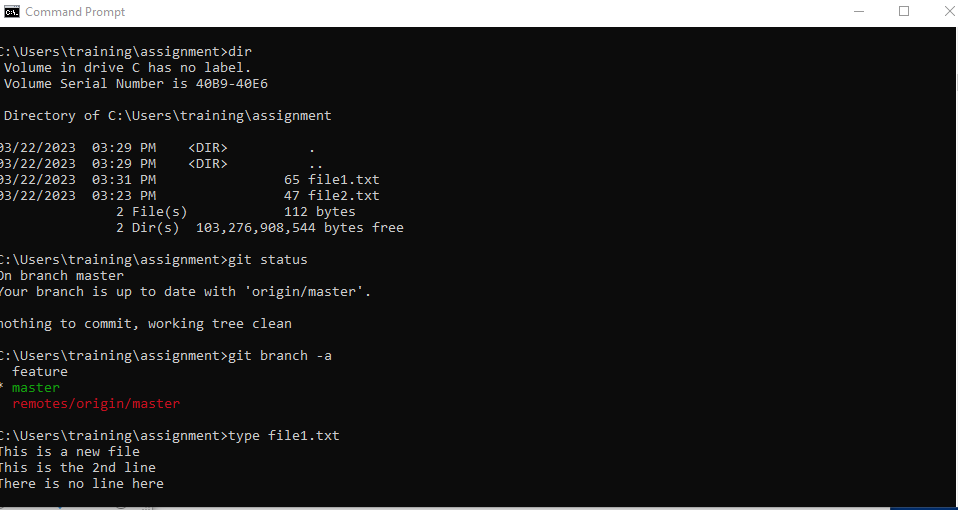 Command Prompt
C:\Users\training\assignment>dir
Volume in drive C has no label.
Volume Serial Number is 40B9-40E6
Directory of C:\Users\training\assignment
03/22/2023 03:29 PM <DIR> .
03/22/2023 03:29 PM <DIR> ..
03/22/2023 03:31 PM 65 file1.txt
03/22/2023 03:23 PM 47 file2.txt
2 File(s) 112 bytes
2 Dir(s) 103,276,908,544 bytes free
C:\Users\training\assignment>git status
On branch master
Your branch is up to date with 'origin/master'.
nothing to commit, working tree clean
C:\Users\training\assignment>git branch -a
feature
* master
remotes/origin/master
C:\Users\training\assignment>type file1.txt
This is a new file
This is the 2nd line
There is no line here